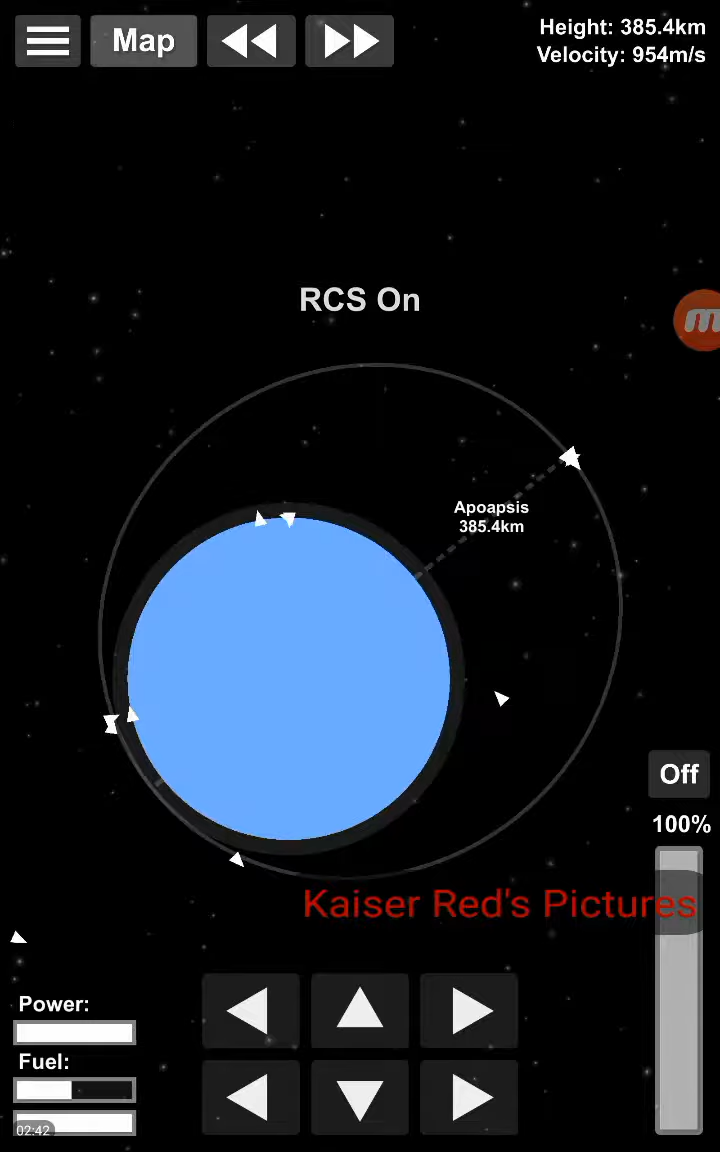 Map
Height: 385.4km
Velocity: 954m/s
RCS On
m
Apoapsis
385.4km
Off
100%
Kaiser Red's Pictures
Power:
Fuel:
02:42